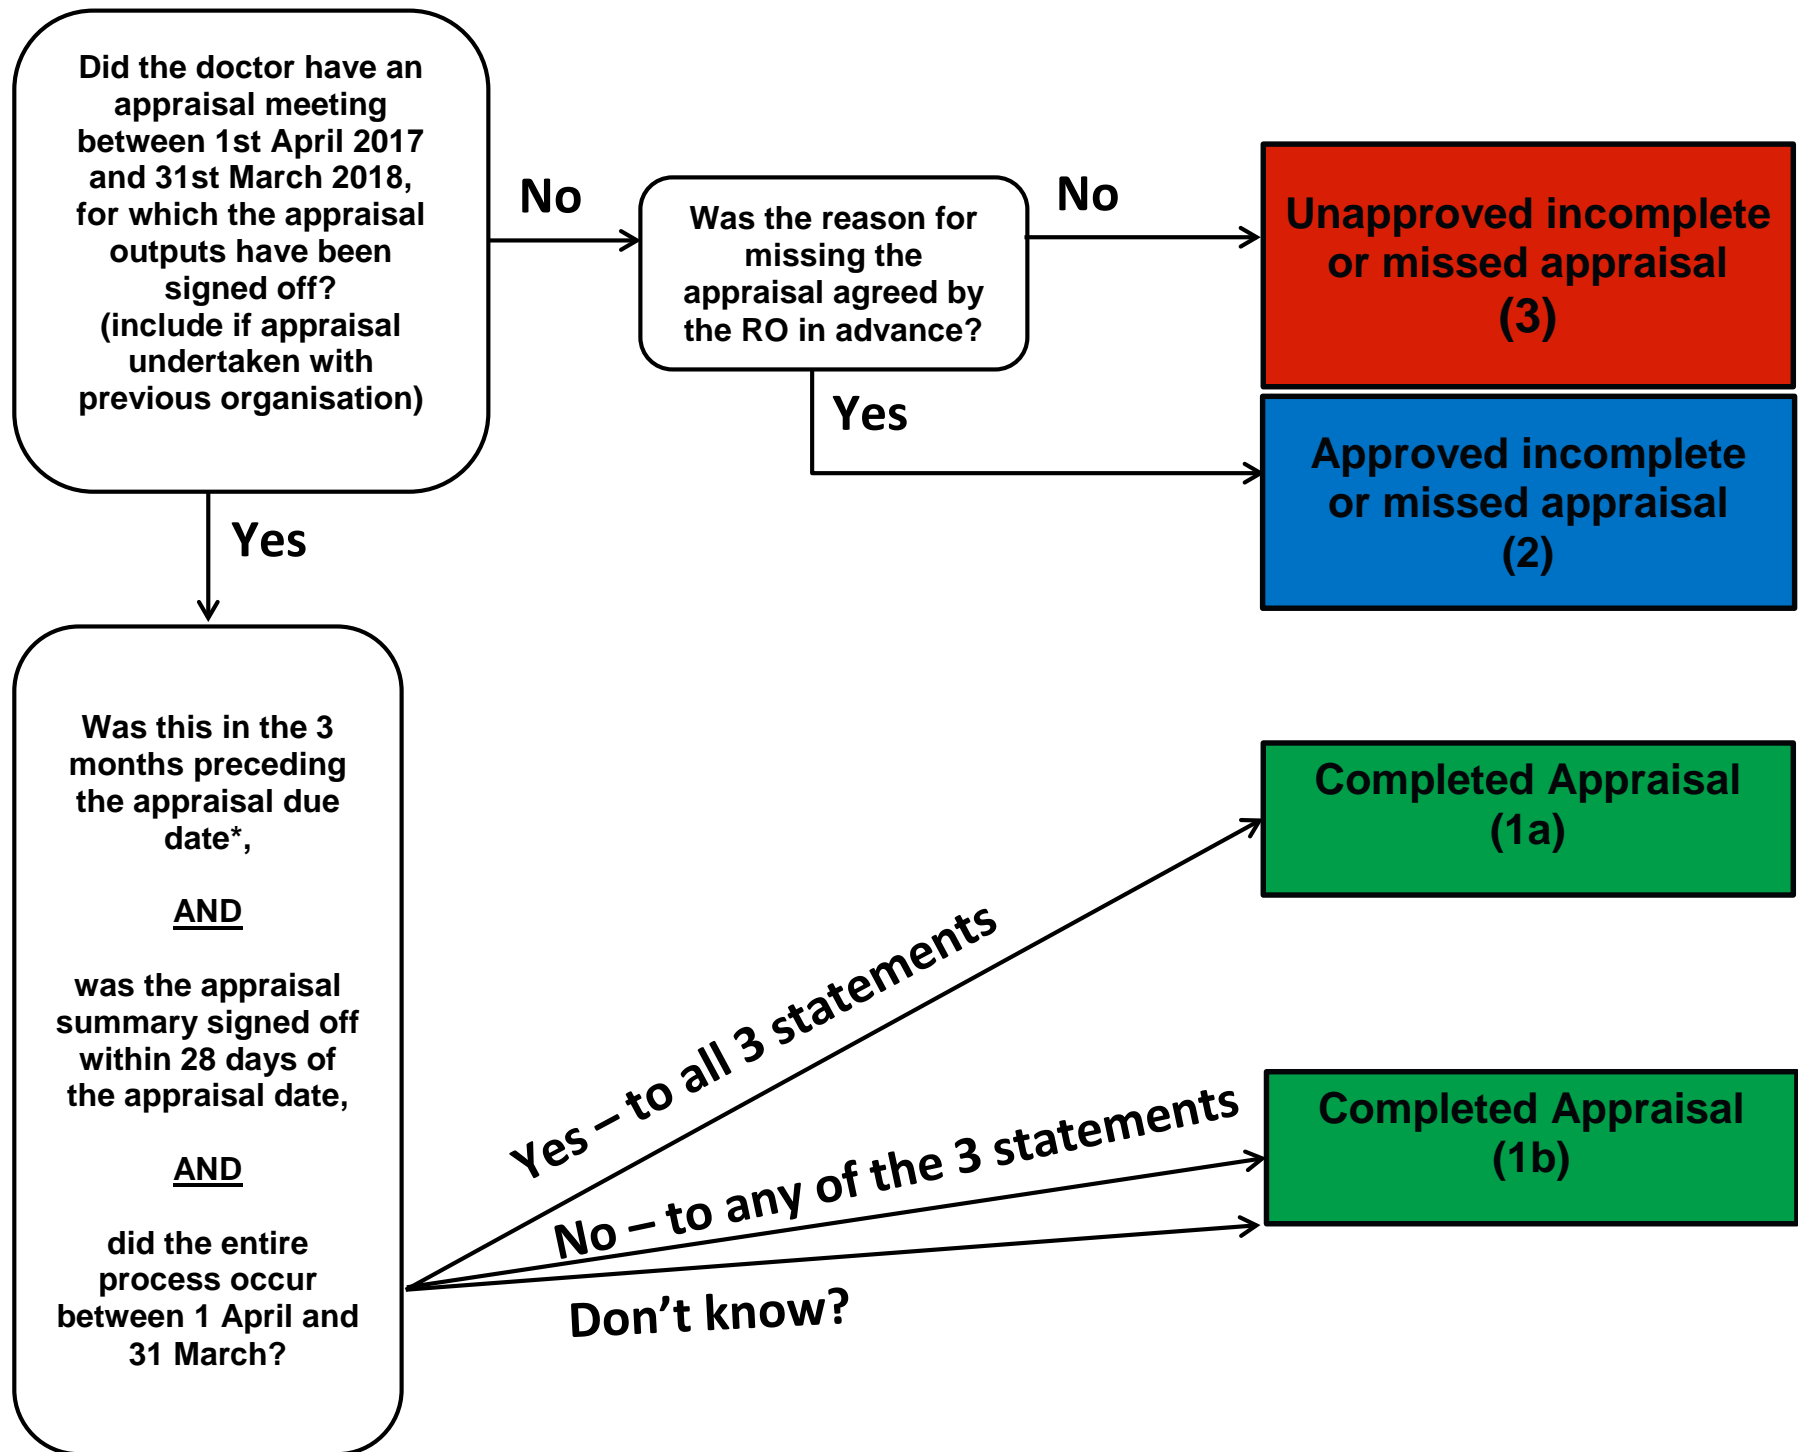 Did the doctor have an
appraisal meeting
between 1st April 2017
and 31st March 2018,
for which the appraisal
outputs have been
signed off?
(include if appraisal
undertaken with
previous organisation)
No
Was the reason for
missing the
appraisal agreed by
the RO in advance?
No
Unapproved incomplete
or missed appraisal
(3)
Yes
Approved incomplete
or missed appraisal
(2)
Yes
Was this in the 3
months preceding
the appraisal due
date*,
AND
was the appraisal
summary signed off
within 28 days of
the appraisal date,
AND
did the entire
process occur
between 1 April and
31 March?
Yes – to all 3 statements
Completed Appraisal
(1a)
No – to any of the 3 statements
Don't know?
Completed Appraisal
(1b)